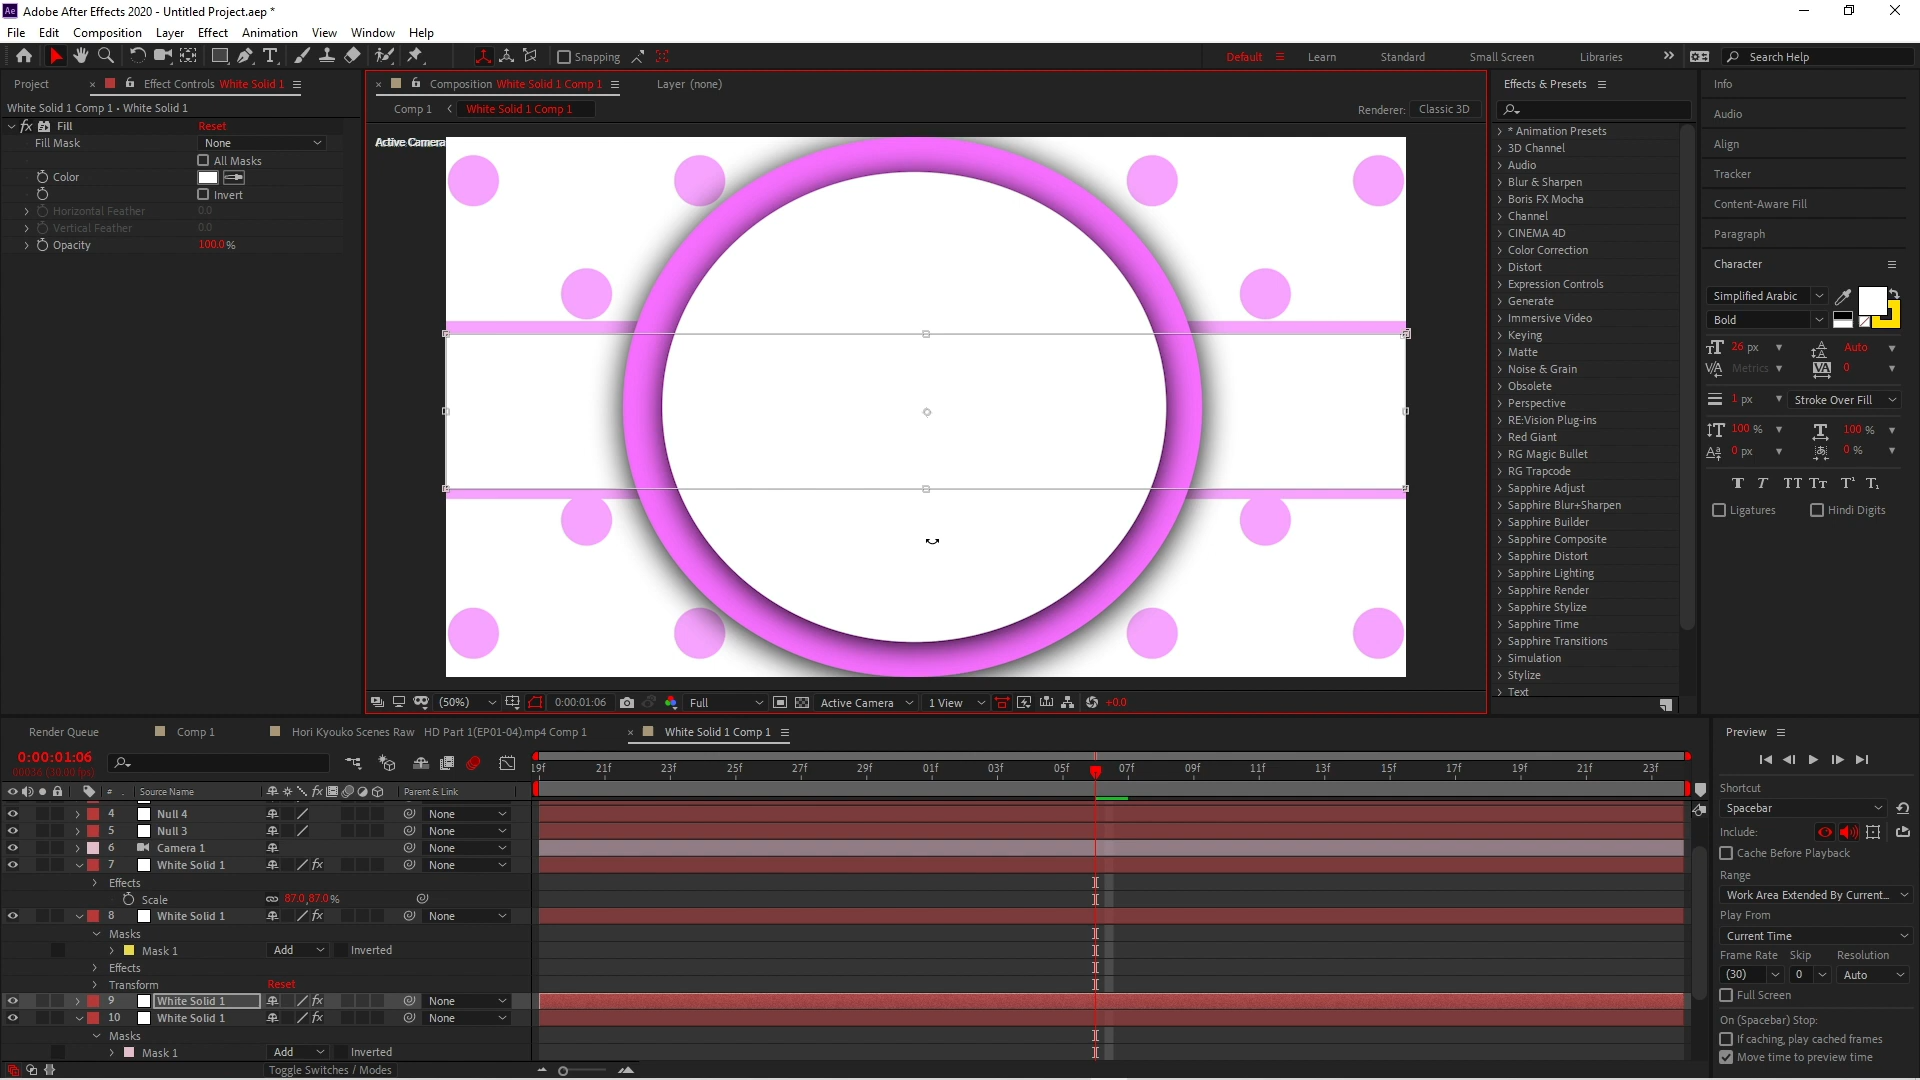 Ae Adobe After Effects 2020 - Untitled Project.aep *
File Edit Composition Layer Effect Animation View Window Help
Snapping Default Learn Standard Small Screen Libraries Search Help
Project Effect Controls White Solid 1
White Solid 1 Comp 1 • White Solid 1
fx Fill Reset
Fill Mask None
All Masks
Color
Invert
Horizontal Feather 0.0
Vertical Feather 0.0
Opacity 100.0 %
Composition White Solid 1 Comp 1 Layer (none)
Comp 1 White Solid 1 Comp 1 Renderer: Classic 3D
Active Camera
(50%) 0:00:01:06 Full Active Camera 1 View +0.0
Effects & Presets
* Animation Presets
3D Channel
Audio
Blur & Sharpen
Boris FX Mocha
Channel
CINEMA 4D
Color Correction
Distort
Expression Controls
Generate
Immersive Video
Keying
Matte
Noise & Grain
Obsolete
Perspective
RE:Vision Plug-ins
Red Giant
RG Magic Bullet
RG Trapcode
Sapphire Adjust
Sapphire Blur+Sharpen
Sapphire Builder
Sapphire Composite
Sapphire Distort
Sapphire Lighting
Sapphire Render
Sapphire Stylize
Sapphire Time
Sapphire Transitions
Simulation
Stylize
Text
Info
Audio
Align
Tracker
Content-Aware Fill
Paragraph
Character
Simplified Arabic
Bold
26 px Auto
Metrics 0
1 px Stroke Over Fill
100 % 100 %
0 px 0 %
T T TT Tt T¹ T₁
Ligatures Hindi Digits
Render Queue Comp 1 Hori Kyouko Scenes Raw HD Part 1(EP01-04).mp4 Comp 1 White Solid 1 Comp 1
0:00:01:06
00036 (30.00 fps)
19f 21f 23f 25f 27f 29f 01f 03f 05f 07f 09f 11f 13f 15f 17f 19f 21f 23f
# Source Name Parent & Link
4 Null 4 None
5 Null 3 None
6 Camera 1 None
7 White Solid 1 fx None
Effects
Scale 87.0,87.0 %
8 White Solid 1 fx None
Masks
Mask 1 Add Inverted
Effects
Transform Reset
9 White Solid 1 fx None
10 White Solid 1 fx None
Masks
Mask 1 Add Inverted
Toggle Switches / Modes
Preview
Shortcut
Spacebar
Include:
Cache Before Playback
Range
Work Area Extended By Current...
Play From
Current Time
Frame Rate Skip Resolution
(30) 0 Auto
Full Screen
On (Spacebar) Stop:
If caching, play cached frames
Move time to preview time